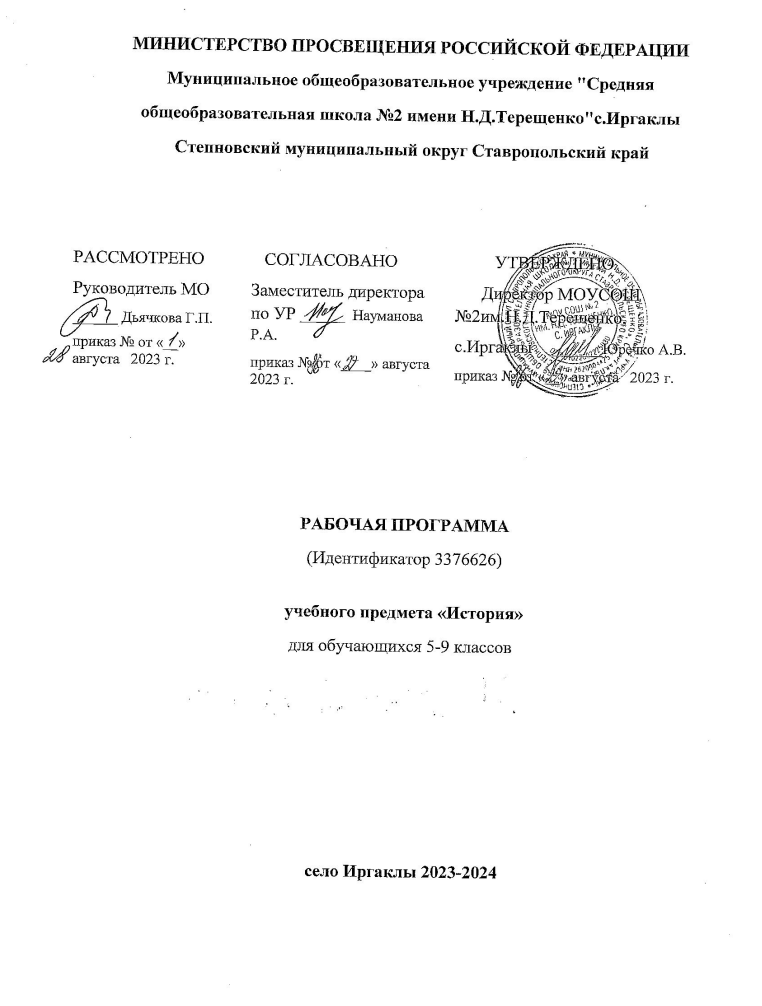 МИНИСТЕРСТВО ПРОСВЕЩЕНИЯ РОССИЙСКОЙ ФЕДЕРАЦИИ
Муниципальное общеобразовательное учреждение "Средняя
общеобразовательная школа №2 имени Н.Д.Терещенко"с.Иргаклы
Степновский муниципальный округ Ставропольский край
РАССМОТРЕНО
Руководитель МО
Дьячкова Г.П.
приказ № от «1»
28 августа 2023 г.
СОГЛАСОВАНО
Заместитель директора
по УР Науманова
Р.А.
приказ № от «_» августа
2023 г.
УТВЕРЖДЕНО
Директор МОУСОШ
№2им.Н.Д.Терещенко
с.Иргаклы Юречко А.В.
приказ № от « » августа 2023 г.
РАБОЧАЯ ПРОГРАММА
(Идентификатор 3376626)
учебного предмета «История»
для обучающихся 5-9 классов
село Иргаклы 2023-2024